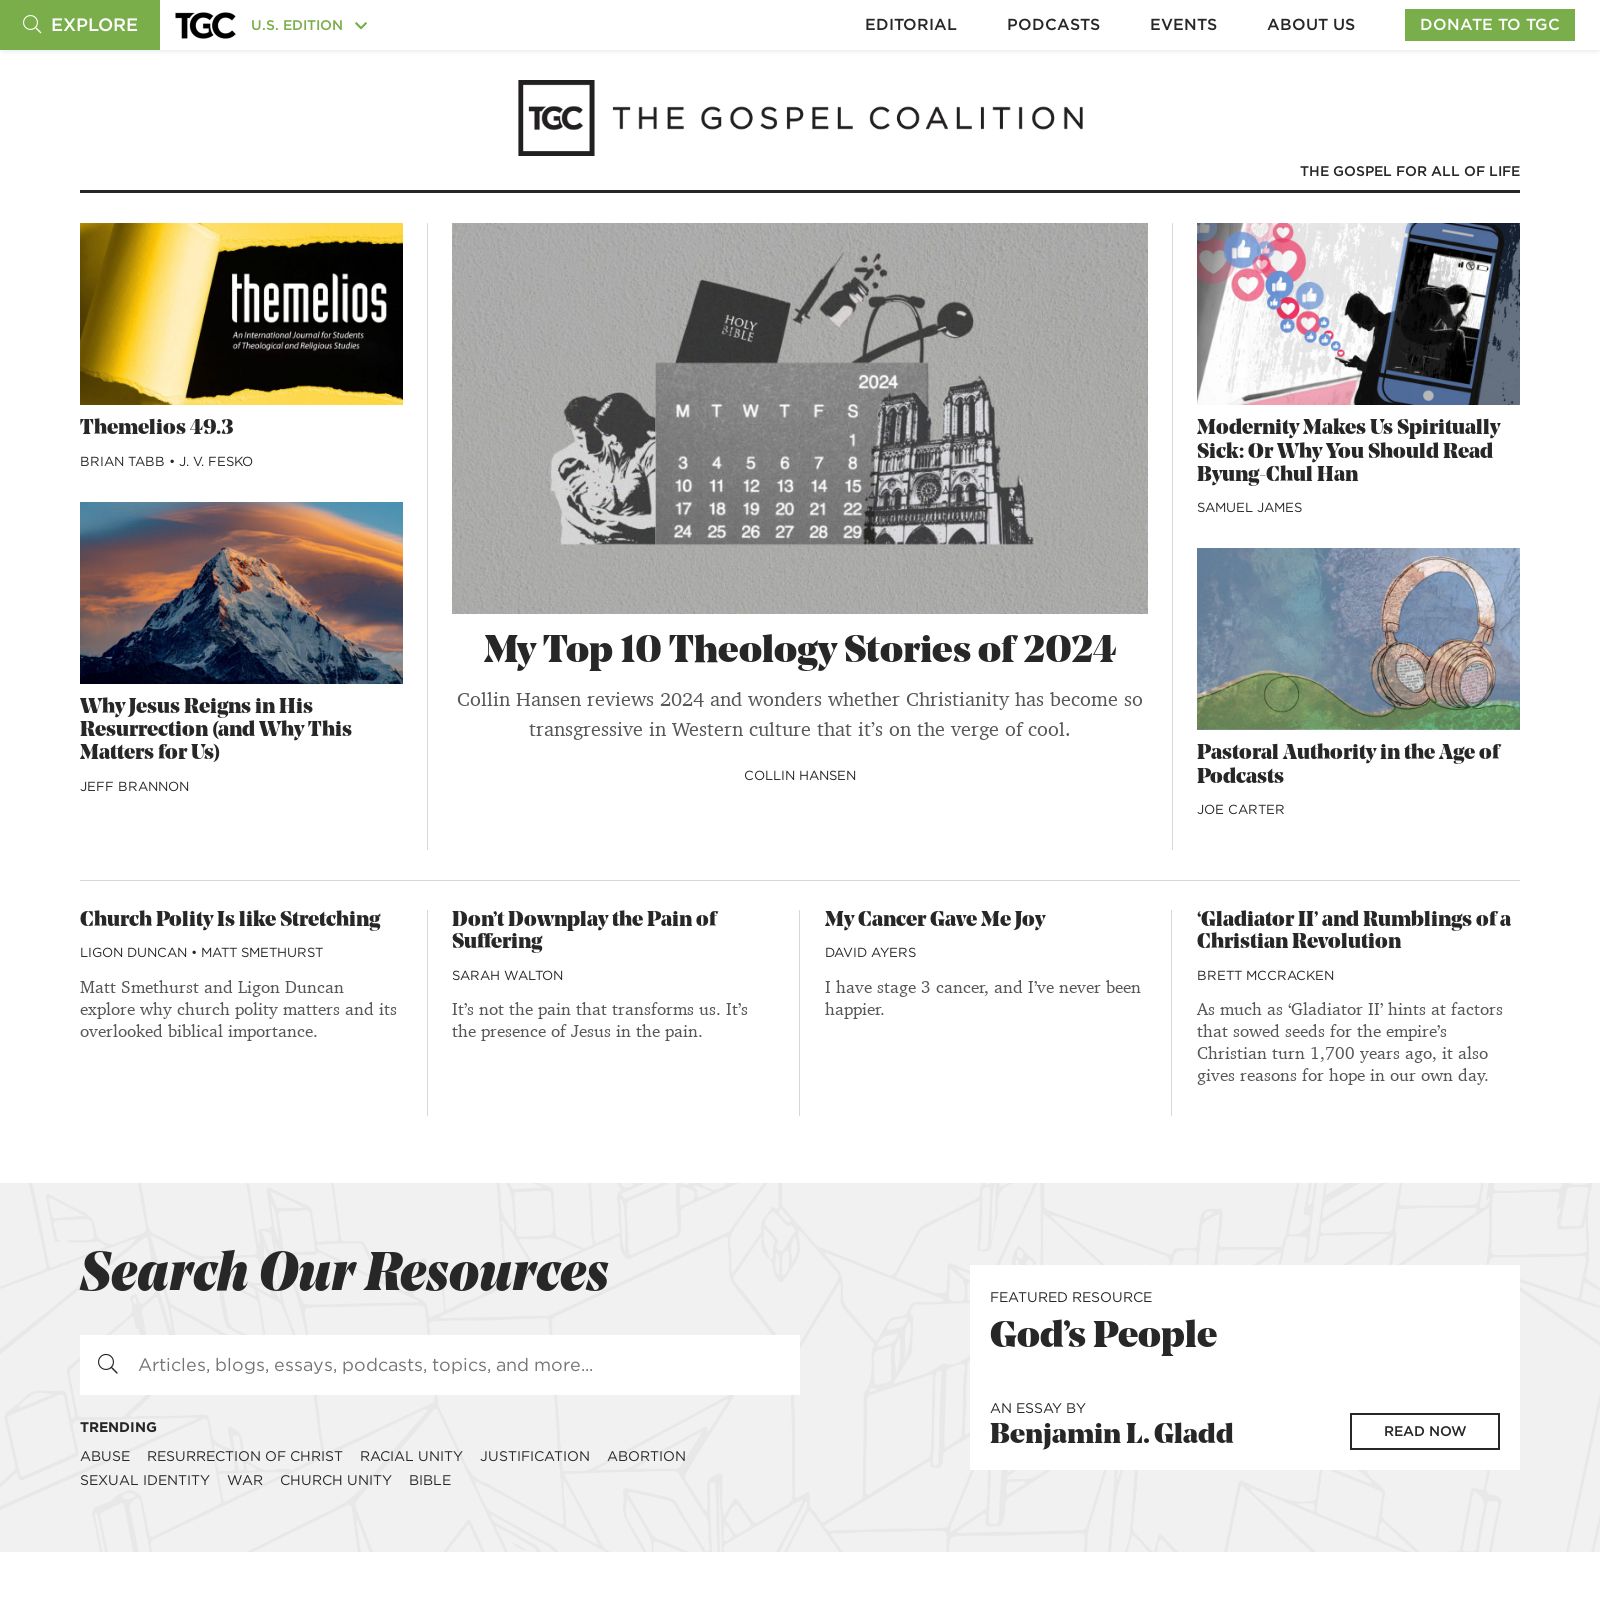 EXPLORE
TGC
U.S. EDITION
EDITORIAL
PODCASTS
EVENTS
ABOUT US
DONATE TO TGC
TGC THE GOSPEL COALITION
THE GOSPEL FOR ALL OF LIFE
themelios
An International Journal for Students
of Theological and Religious Studies
Themelios 49.3
BRIAN TABB • J. V. FESKO
Why Jesus Reigns in His
Resurrection (and Why This
Matters for Us)
JEFF BRANNON
HOLY
BIBLE
2024
M T W T F S
1
3 4 5 6 7 8
10 11 12 13 14 15
17 18 19 20 21 22
24 25 26 27 28 29
My Top 10 Theology Stories of 2024
Collin Hansen reviews 2024 and wonders whether Christianity has become so
transgressive in Western culture that it’s on the verge of cool.
COLLIN HANSEN
Modernity Makes Us Spiritually
Sick: Or Why You Should Read
Byung-Chul Han
SAMUEL JAMES
Pastoral Authority in the Age of
Podcasts
JOE CARTER
Church Polity Is like Stretching
LIGON DUNCAN • MATT SMETHURST
Matt Smethurst and Ligon Duncan
explore why church polity matters and its
overlooked biblical importance.
Don’t Downplay the Pain of
Suffering
SARAH WALTON
It’s not the pain that transforms us. It’s
the presence of Jesus in the pain.
My Cancer Gave Me Joy
DAVID AYERS
I have stage 3 cancer, and I’ve never been
happier.
‘Gladiator II’ and Rumblings of a
Christian Revolution
BRETT MCCRACKEN
As much as ‘Gladiator II’ hints at factors
that sowed seeds for the empire’s
Christian turn 1,700 years ago, it also
gives reasons for hope in our own day.
Search Our Resources
Articles, blogs, essays, podcasts, topics, and more...
TRENDING
ABUSE RESURRECTION OF CHRIST RACIAL UNITY JUSTIFICATION ABORTION
SEXUAL IDENTITY WAR CHURCH UNITY BIBLE
FEATURED RESOURCE
God’s People
AN ESSAY BY
Benjamin L. Gladd
READ NOW